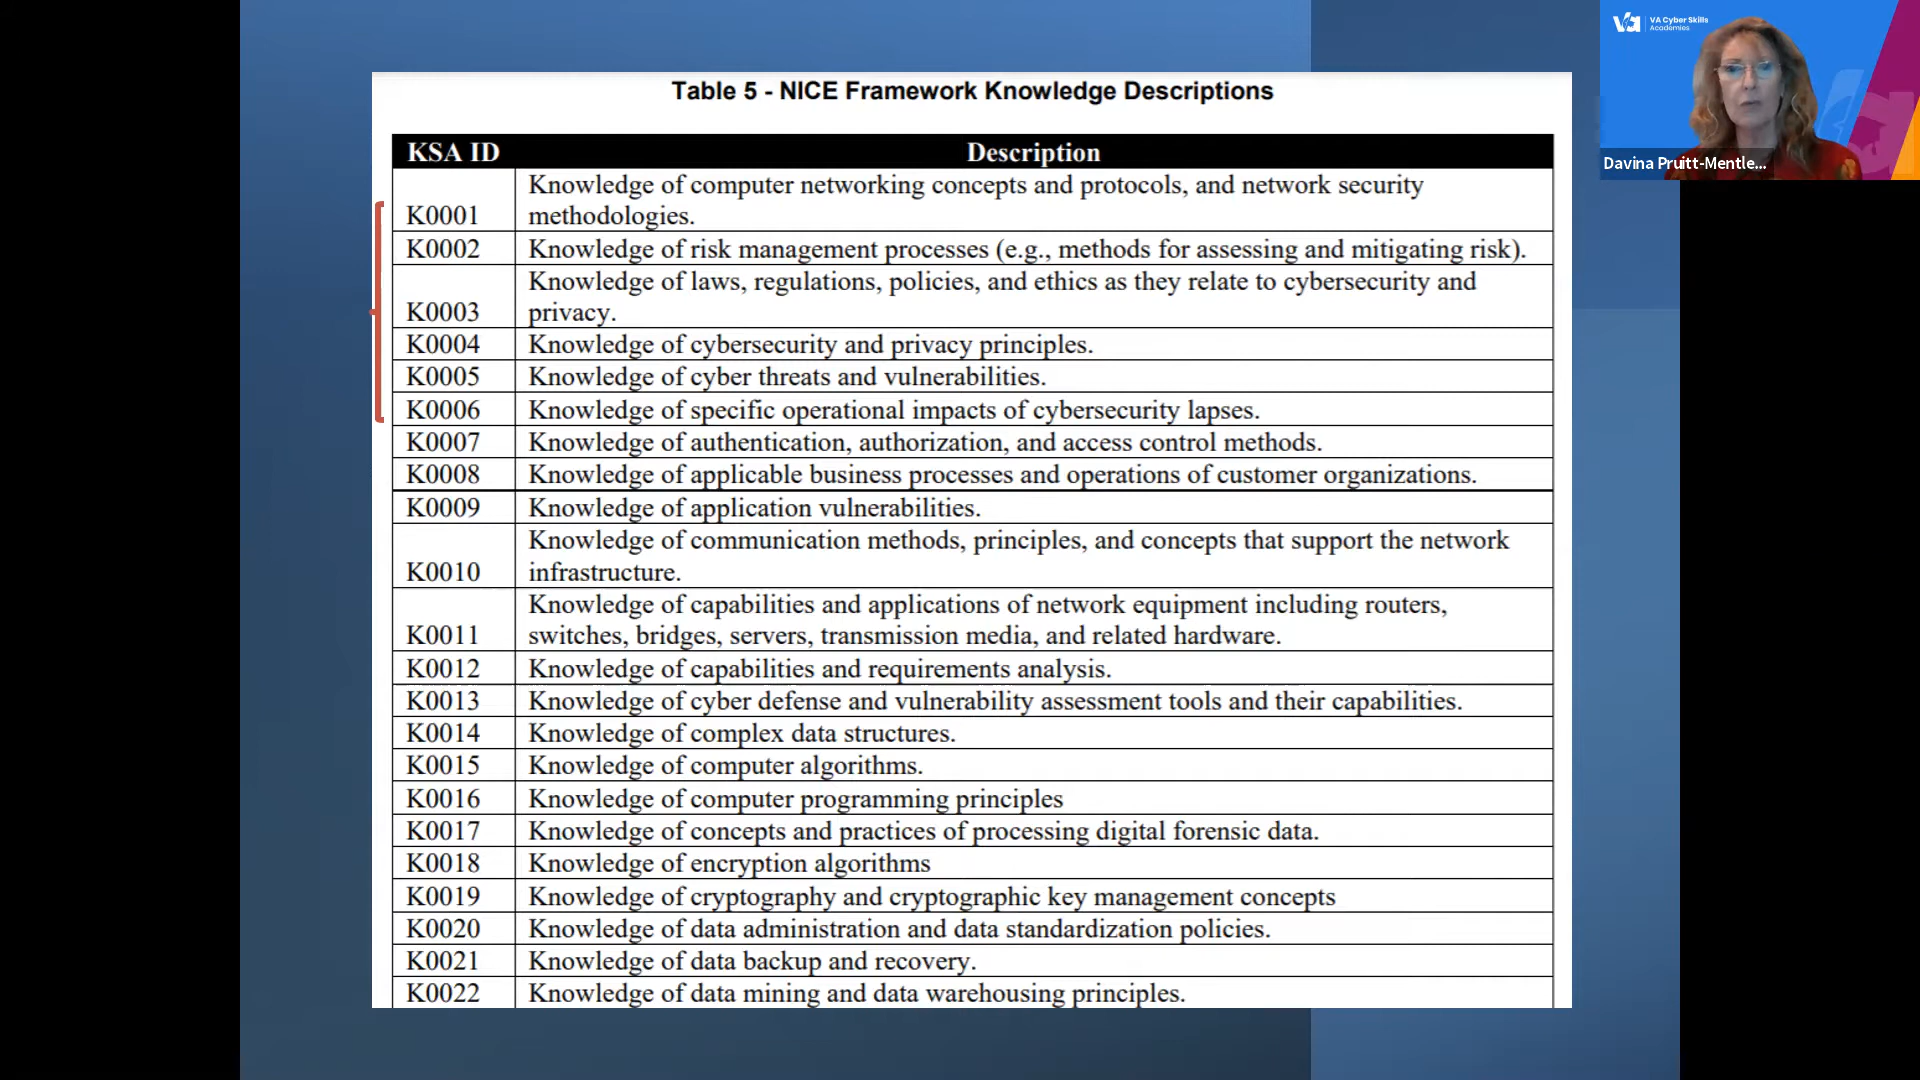 Table 5 - NICE Framework Knowledge Descriptions
KSA ID Description
K0001 Knowledge of computer networking concepts and protocols, and network security
methodologies.
K0002 Knowledge of risk management processes (e.g., methods for assessing and mitigating risk).
K0003 Knowledge of laws, regulations, policies, and ethics as they relate to cybersecurity and
privacy.
K0004 Knowledge of cybersecurity and privacy principles.
K0005 Knowledge of cyber threats and vulnerabilities.
K0006 Knowledge of specific operational impacts of cybersecurity lapses.
K0007 Knowledge of authentication, authorization, and access control methods.
K0008 Knowledge of applicable business processes and operations of customer organizations.
K0009 Knowledge of application vulnerabilities.
K0010 Knowledge of communication methods, principles, and concepts that support the network
infrastructure.
K0011 Knowledge of capabilities and applications of network equipment including routers,
switches, bridges, servers, transmission media, and related hardware.
K0012 Knowledge of capabilities and requirements analysis.
K0013 Knowledge of cyber defense and vulnerability assessment tools and their capabilities.
K0014 Knowledge of complex data structures.
K0015 Knowledge of computer algorithms.
K0016 Knowledge of computer programming principles
K0017 Knowledge of concepts and practices of processing digital forensic data.
K0018 Knowledge of encryption algorithms
K0019 Knowledge of cryptography and cryptographic key management concepts
K0020 Knowledge of data administration and data standardization policies.
K0021 Knowledge of data backup and recovery.
K0022 Knowledge of data mining and data warehousing principles.
va VA Cyber Skills
Academies
Davina Pruitt-Mentle...